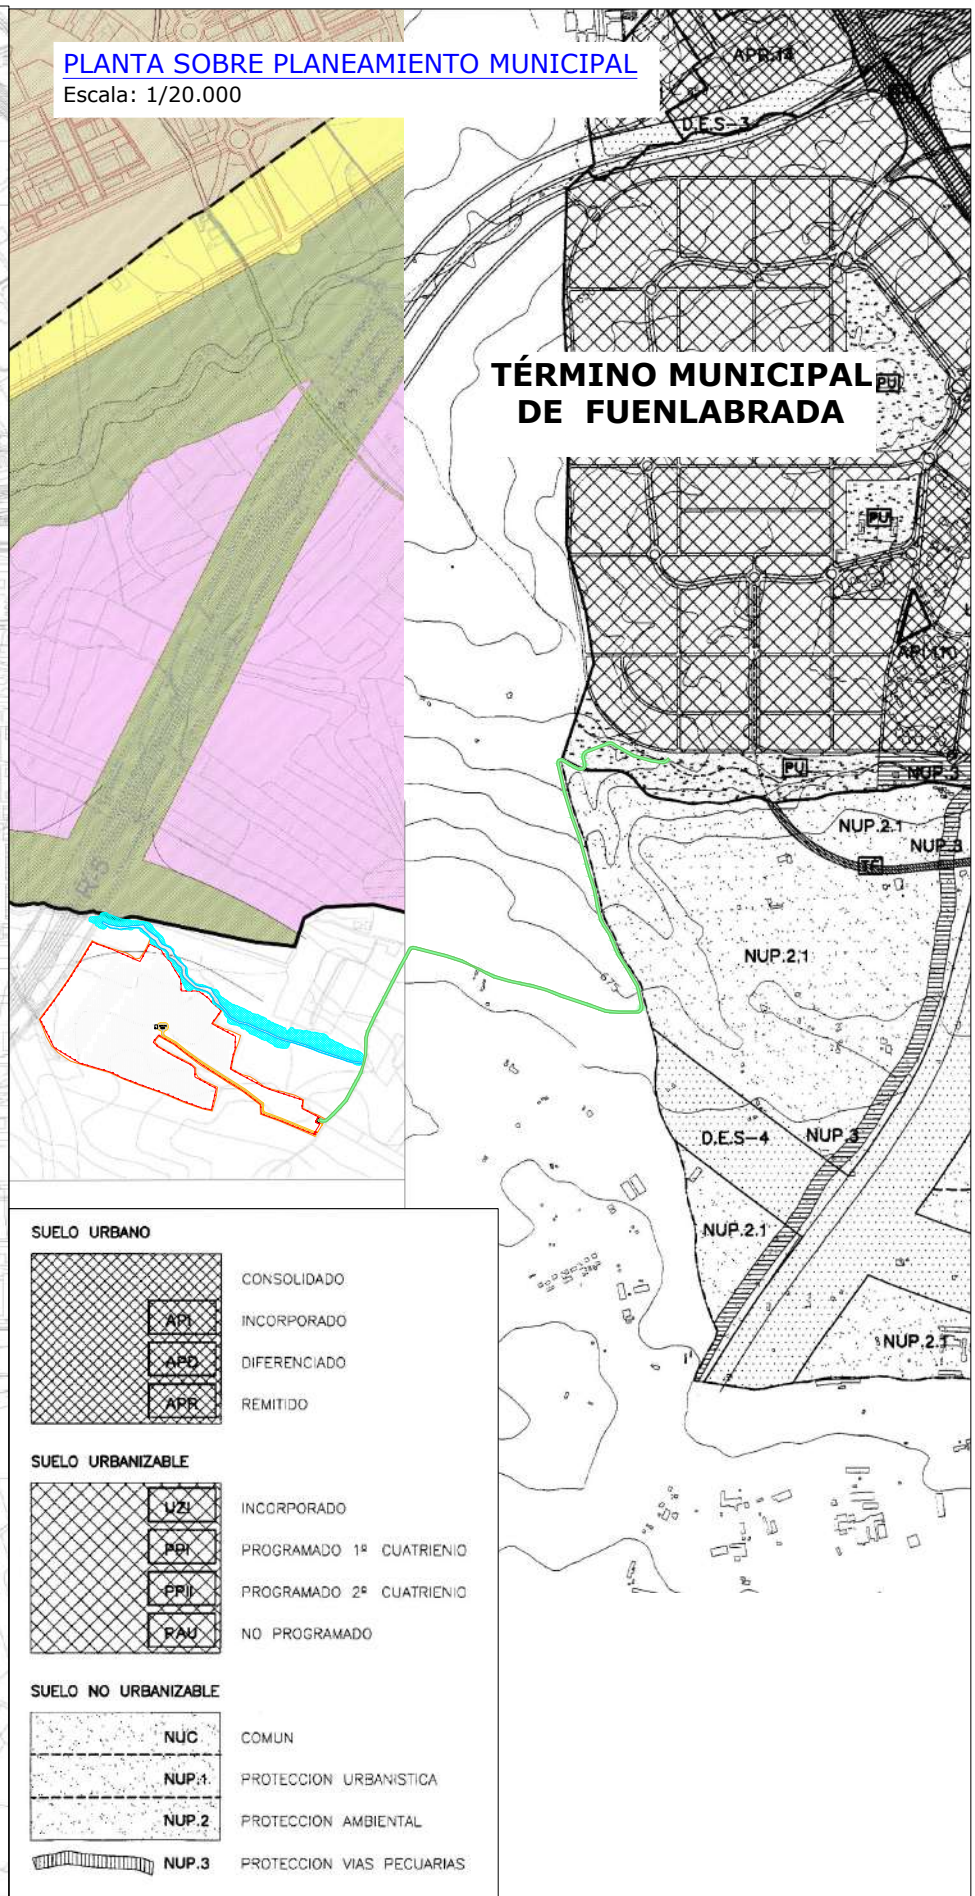 PLANTA SOBRE PLANEAMIENTO MUNICIPAL
Escala: 1/20.000
APR.14
D.E.S-3
TÉRMINO MUNICIPAL
DE FUENLABRADA
PU
PU
PU
NUP.3
NUP.2.1
NUP.3
TF
R-5
NUP.2.1
675
D.E.S-4
NUP.3
NUP.2.1
NUP.2.1
SUELO URBANO
CONSOLIDADO
API INCORPORADO
APD DIFERENCIADO
APR REMITIDO
SUELO URBANIZABLE
UZI INCORPORADO
PPI PROGRAMADO 1º CUATRIENIO
PPII PROGRAMADO 2º CUATRIENIO
RAU NO PROGRAMADO
SUELO NO URBANIZABLE
NUC COMUN
NUP.1 PROTECCION URBANISTICA
NUP.2 PROTECCION AMBIENTAL
NUP.3 PROTECCION VIAS PECUARIAS